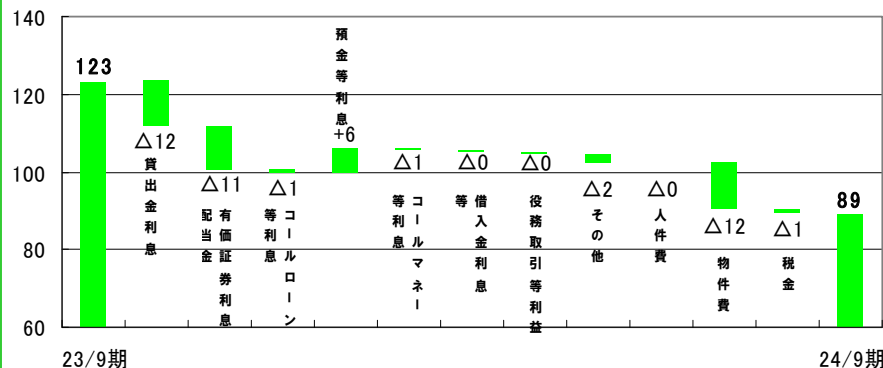 140
120
100
80
60
123
△12
貸出金利息
△11
有価証券利息
配当金
△1
コールローン
等利息
預金等利息
+6
△1
コールマネー
等利息
△0
借入金利息
等
△0
役務取引等利益
△2
その他
△0
人件費
△12
物件費
△1
税金
89
23/9期
24/9期